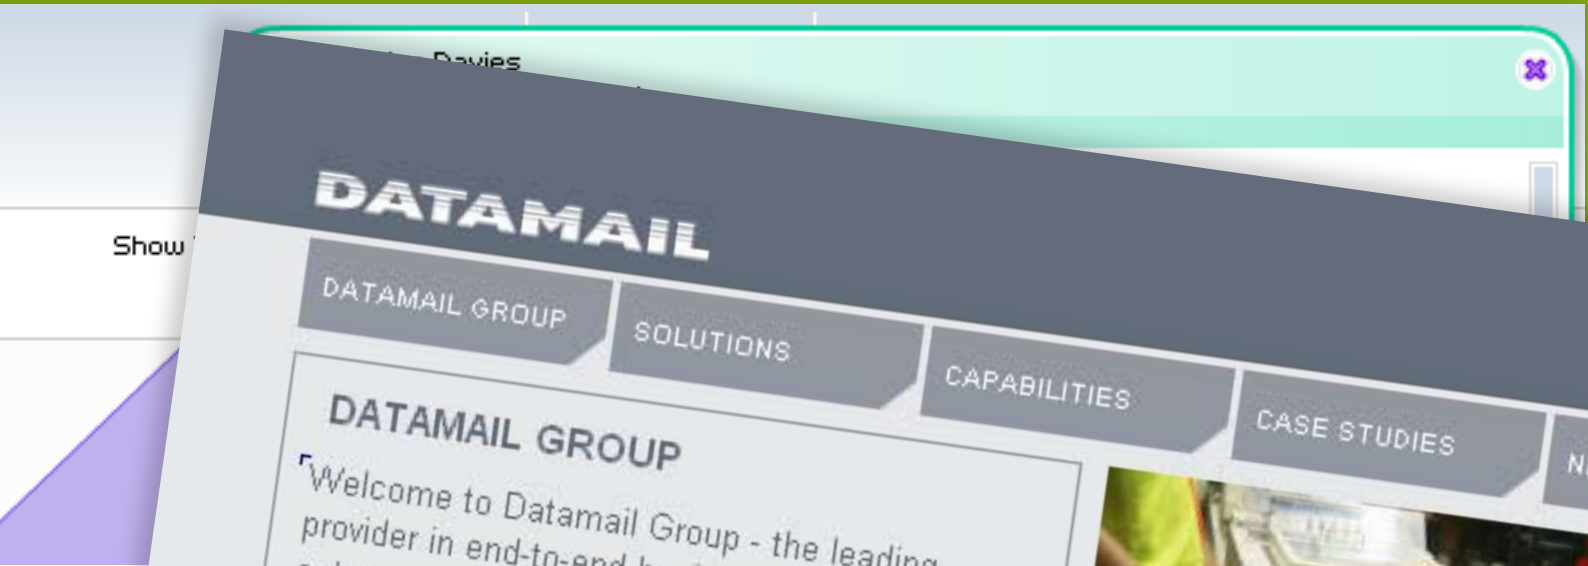 Davies
Show
DATAMAIL
DATAMAIL GROUP
SOLUTIONS
CAPABILITIES
CASE STUDIES
DATAMAIL GROUP
Welcome to Datamail Group - the leading
provider in end-to-end